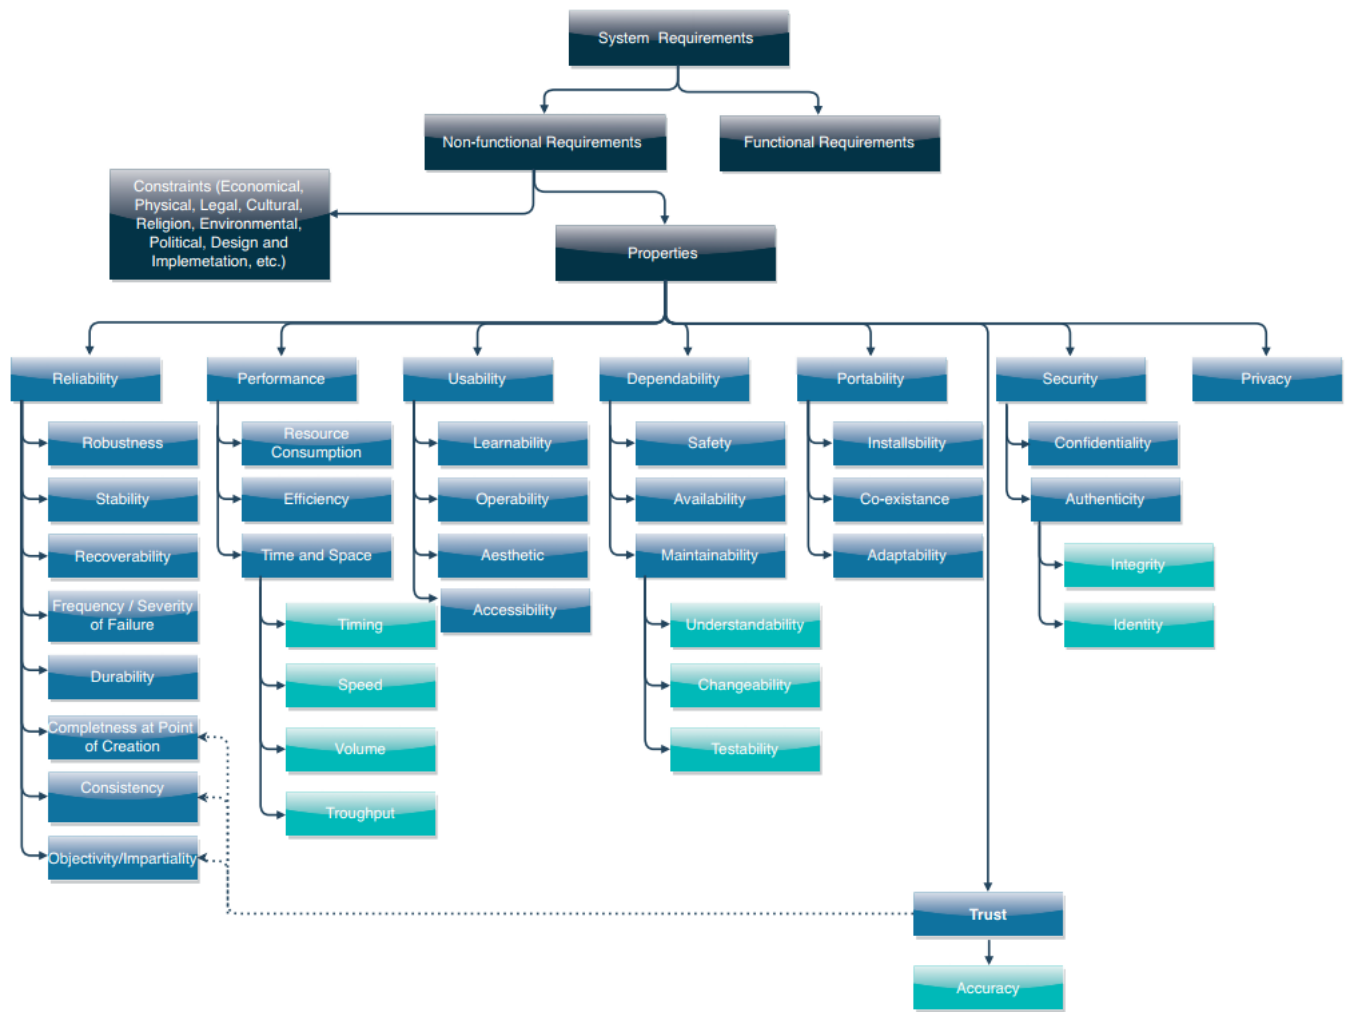 System Requirements
Non-functional Requirements
Functional Requirements
Constraints (Economical,
Physical, Legal, Cultural,
Religion, Environmental,
Political, Design and
Implemetation, etc.)
Properties
Reliability
Performance
Usability
Dependability
Portability
Security
Privacy
Robustness
Stability
Recoverability
Frequency / Severity
of Failure
Durability
Completness at Point
of Creation
Consistency
Objectivity/Impartiality
Resource
Consumption
Efficiency
Time and Space
Timing
Speed
Volume
Troughput
Learnability
Operability
Aesthetic
Accessibility
Safety
Availability
Maintainability
Understandability
Changeability
Testability
Installsbility
Co-existance
Adaptability
Confidentiality
Authenticity
Integrity
Identity
Trust
Accuracy